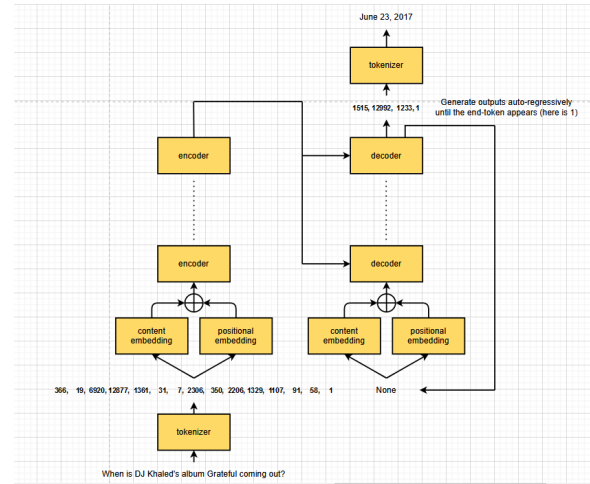 June 23, 2017
tokenizer
1515, 12992, 1233, 1
Generate outputs auto-regressively
until the end-token appears (here is 1)
encoder
decoder
encoder
decoder
content
embedding
positional
embedding
content
embedding
positional
embedding
366, 19, 6920, 12877, 1361, 31, 7, 2306, 350, 2206, 1329, 1107, 91, 58, 1
None
tokenizer
When is DJ Khaled's album Grateful coming out?